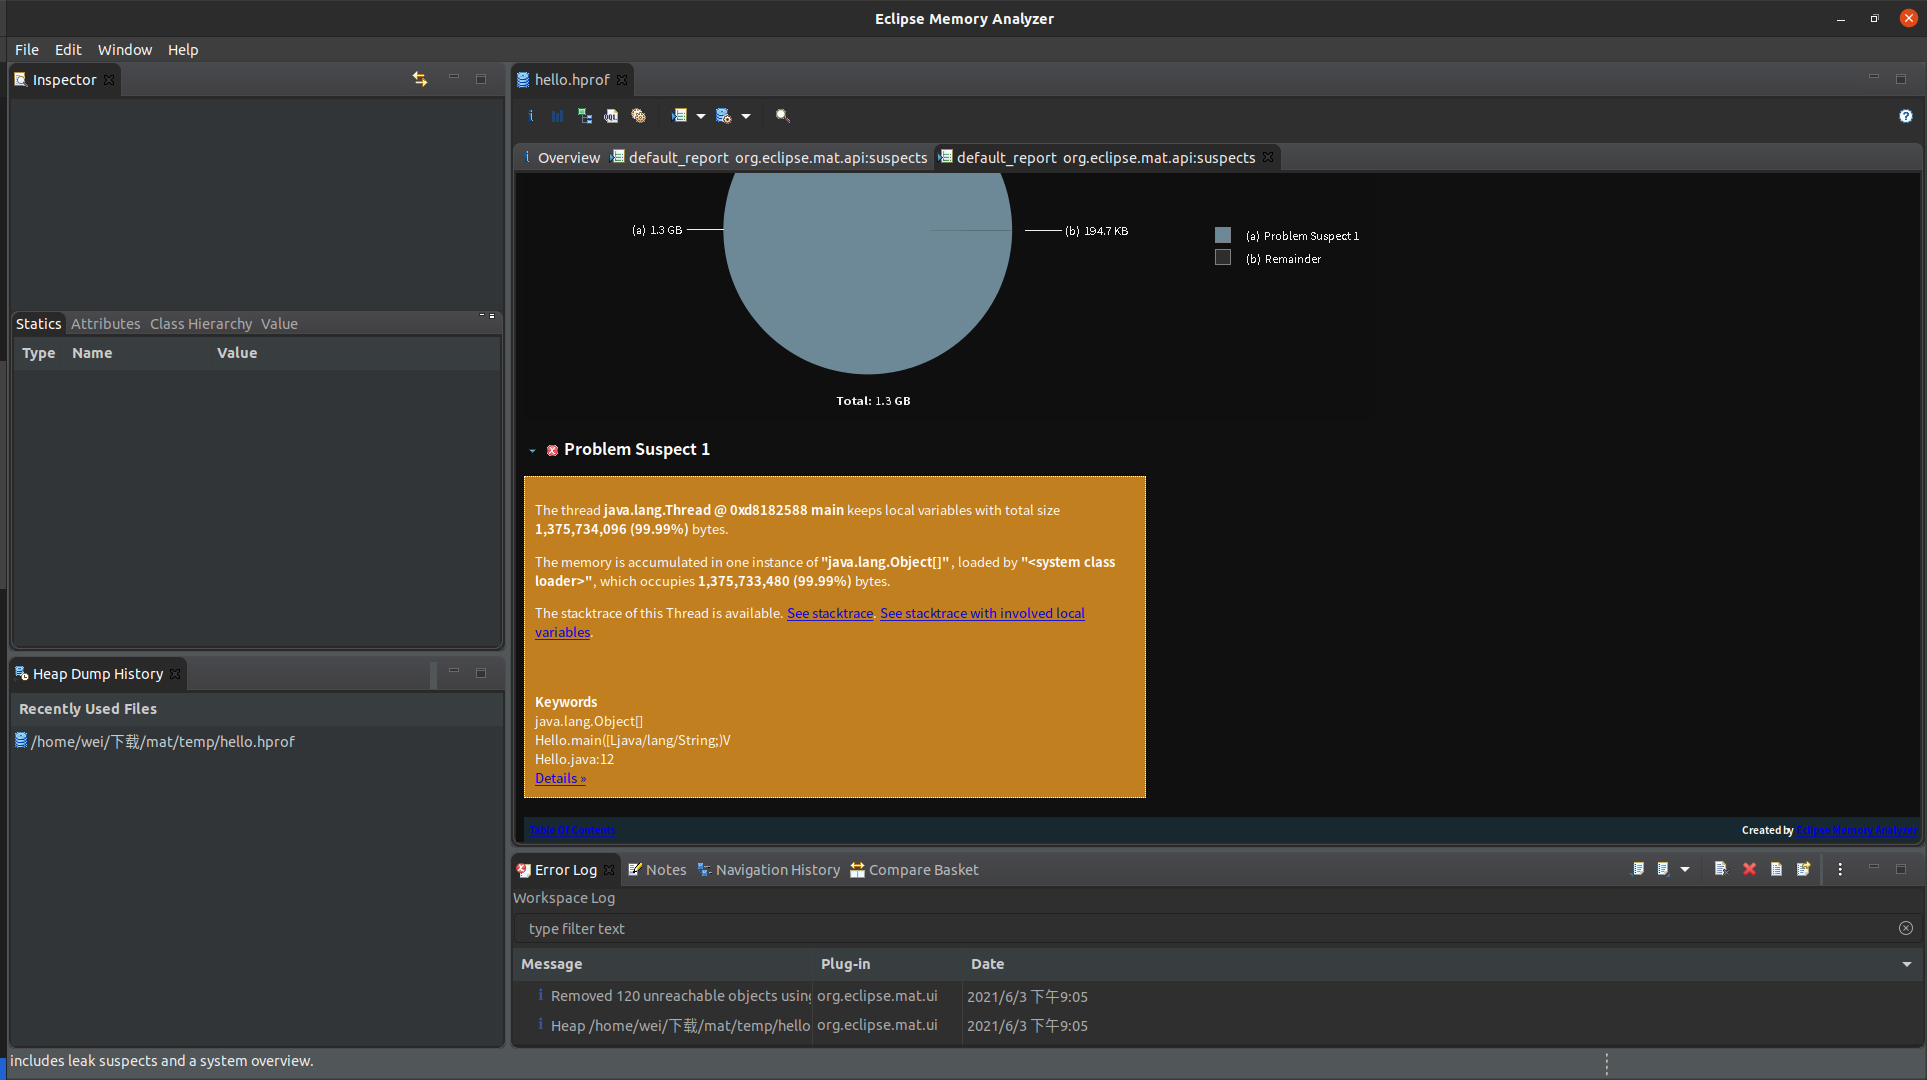 Eclipse Memory Analyzer
File Edit Window Help
Inspector
Statics Attributes Class Hierarchy Value
Type Name Value
Heap Dump History
Recently Used Files
/home/wei/下载/mat/temp/hello.hprof
hello.hprof
i OQL
i Overview default_report org.eclipse.mat.api:suspects default_report org.eclipse.mat.api:suspects
(a) 1.3 GB
(b) 194.7 KB
(a) Problem Suspect 1
(b) Remainder
Total: 1.3 GB
Problem Suspect 1
The thread java.lang.Thread @ 0xd8182588 main keeps local variables with total size
1,375,734,096 (99.99%) bytes.
The memory is accumulated in one instance of "java.lang.Object[]", loaded by "<system class
loader>", which occupies 1,375,733,480 (99.99%) bytes.
The stacktrace of this Thread is available. See stacktrace. See stacktrace with involved local
variables.
Keywords
java.lang.Object[]
Hello.main([Ljava/lang/String;)V
Hello.java:12
Details »
Table Of Contents
Created by Eclipse Memory Analyzer
Error Log Notes Navigation History Compare Basket
Workspace Log
type filter text
Message Plug-in Date
Removed 120 unreachable objects using org.eclipse.mat.ui 2021/6/3 下午9:05
Heap /home/wei/下载/mat/temp/hello org.eclipse.mat.ui 2021/6/3 下午9:05
includes leak suspects and a system overview.